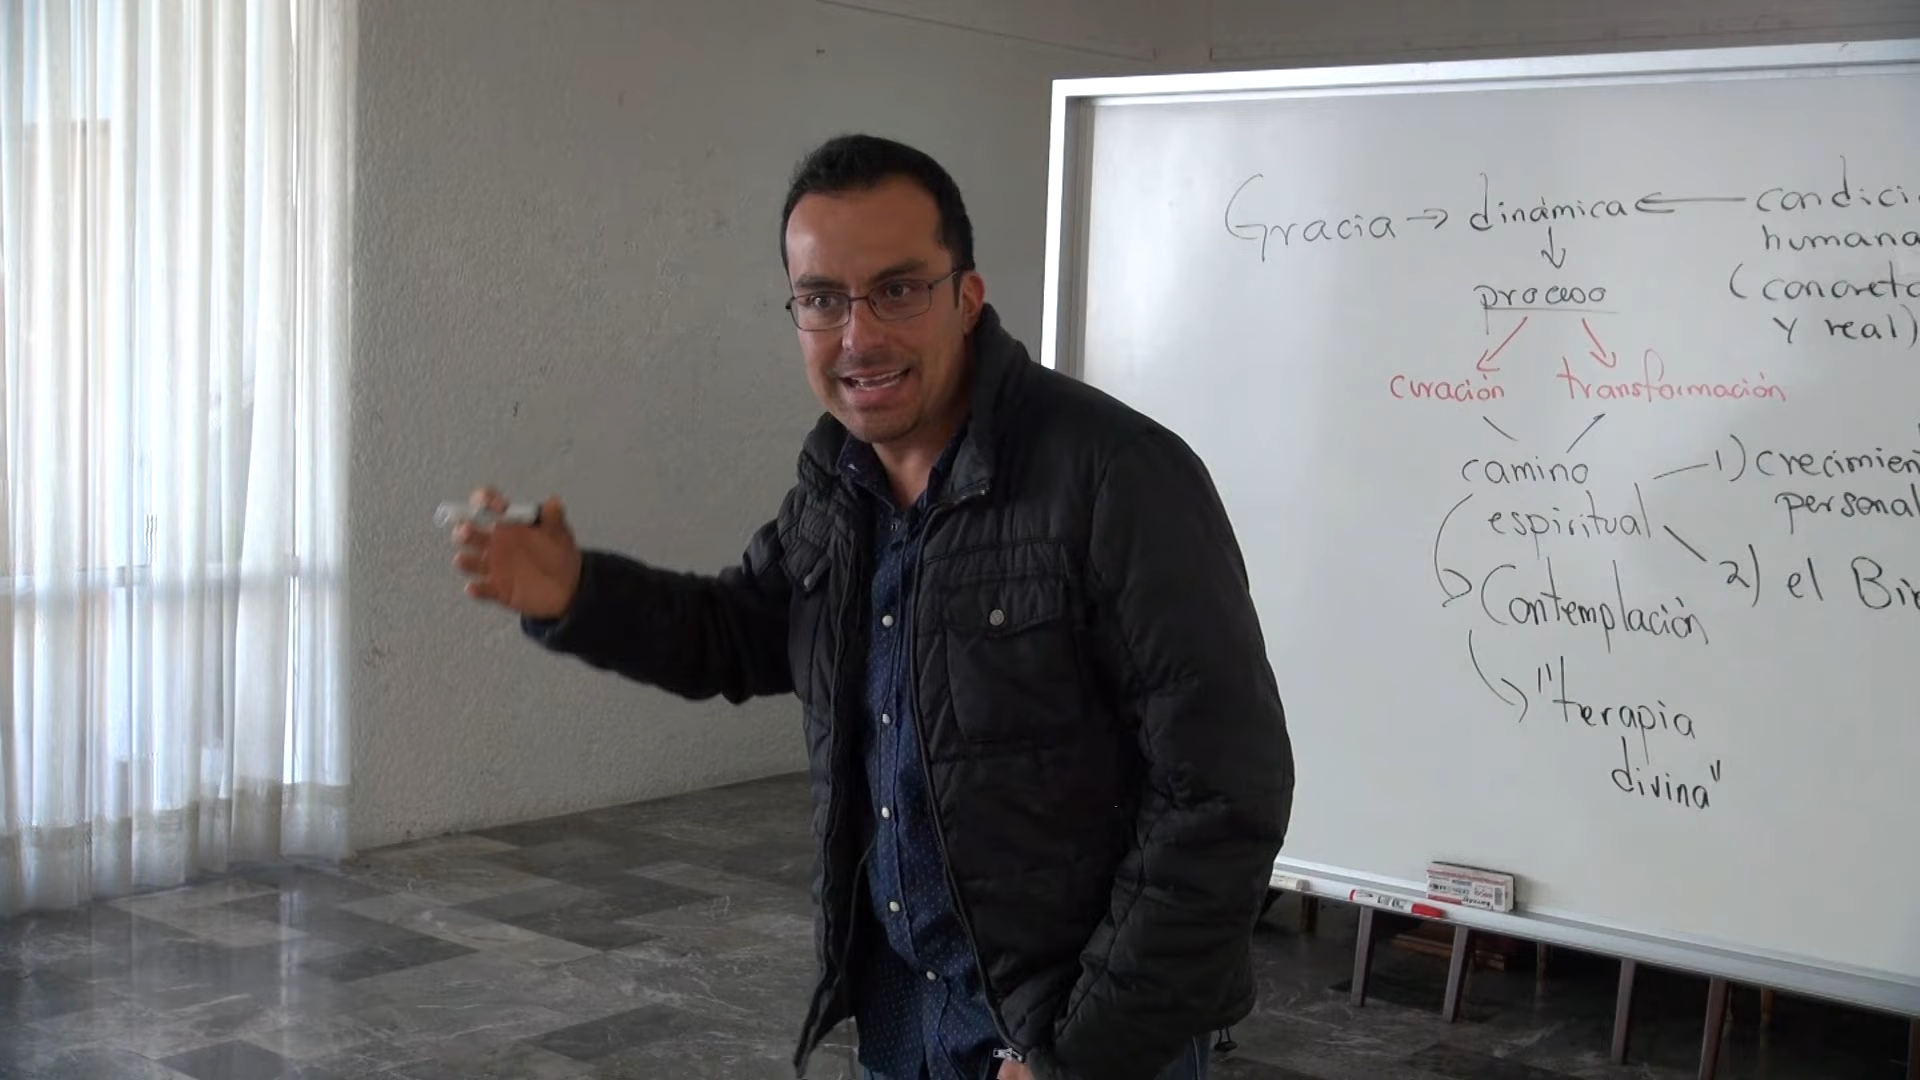 Gracia → dinámica ← condici
humana
(concreta
y real)
proceso
curación transformación
camino
espiritual
1) crecimien
personal
2) el Bi
Contemplación
"terapia
divina"